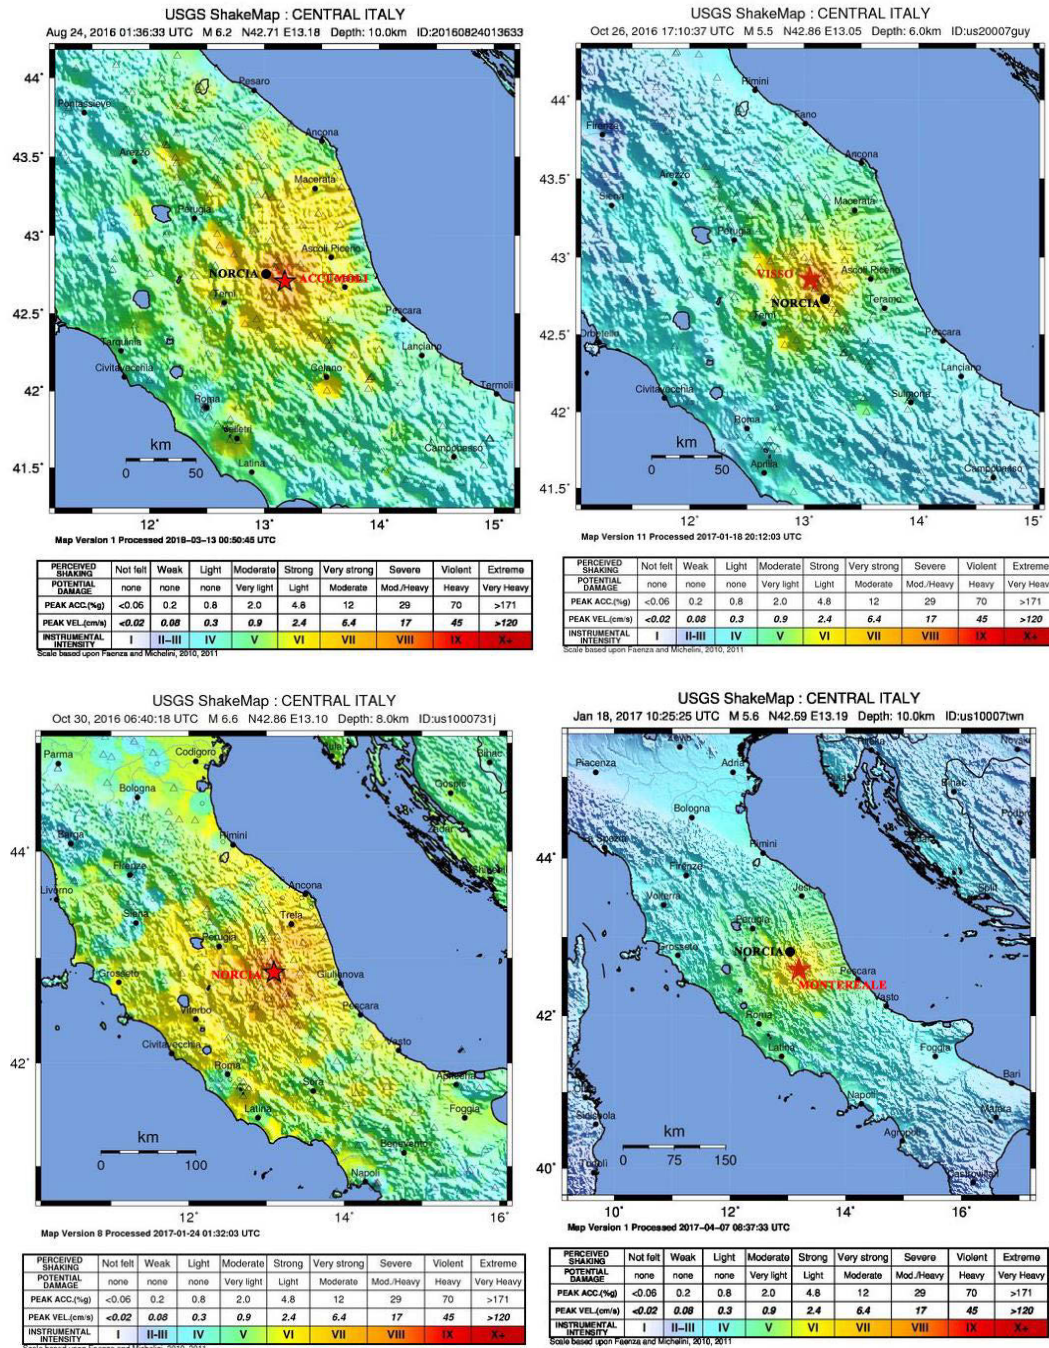 USGS ShakeMap : CENTRAL ITALY
Aug 24, 2016 01:36:33 UTC M 6.2 N42.71 E13.18 Depth: 10.0km ID:20160824013633
44°
Pesaro
Pontassieve
Ancona
43.5°
Arezzo
Macerata
Perugia
43°
Ascoli Piceno
NORCIA
ACCUMOLI
Terni
42.5°
Pescara
Tarquinia
Lanciano
Civitavecchia
Celano
Termoli
42°
Roma
Velletri
km
Campobasso
0 50
Latina
41.5°
12° 13° 14° 15°
Map Version 1 Processed 2018-03-13 00:50:45 UTC
PERCEIVED SHAKING Not felt Weak Light Moderate Strong Very strong Severe Violent Extreme
POTENTIAL DAMAGE none none none Very light Light Moderate Mod./Heavy Heavy Very Heavy
PEAK ACC.(%g) <0.06 0.2 0.8 2.0 4.8 12 29 70 >171
PEAK VEL.(cm/s) <0.02 0.08 0.3 0.9 2.4 6.4 17 45 >120
INSTRUMENTAL INTENSITY I II-III IV V VI VII VIII IX X+
Scale based upon Faenza and Michelini, 2010, 2011
USGS ShakeMap : CENTRAL ITALY
Oct 26, 2016 17:10:37 UTC M 5.5 N42.86 E13.05 Depth: 6.0km ID:us20007guy
Rimini
44°
Fano
Firenze
Ancona
43.5°
Arezzo
Siena
Macerata
Perugia
43°
VISSO
Ascoli Piceno
NORCIA
Teramo
Terni
42.5°
Orbetello
Pescara
Lanciano
Civitavecchia
Sulmona
42°
Roma
km
Aprilia
Campobasso
0 50
41.5°
12° 13° 14° 15°
Map Version 11 Processed 2017-01-18 20:12:03 UTC
PERCEIVED SHAKING Not felt Weak Light Moderate Strong Very strong Severe Violent Extreme
POTENTIAL DAMAGE none none none Very light Light Moderate Mod./Heavy Heavy Very Heavy
PEAK ACC.(%g) <0.06 0.2 0.8 2.0 4.8 12 29 70 >171
PEAK VEL.(cm/s) <0.02 0.08 0.3 0.9 2.4 6.4 17 45 >120
INSTRUMENTAL INTENSITY I II-III IV V VI VII VIII IX X+
Scale based upon Faenza and Michelini, 2010, 2011
USGS ShakeMap : CENTRAL ITALY
Oct 30, 2016 06:40:18 UTC M 6.6 N42.86 E13.10 Depth: 8.0km ID:us1000731j
Parma
Codigoro
Bihac
Bologna
Gospic
Barga
Zadar
Rimini
44°
Firenze
Livorno
Ancona
Siena
Treia
Perugia
NORCIA
Grosseto
Giulianova
Viterbo
Pescara
Civitavecchia
Vasto
42°
Roma
Sora
Apricena
Latina
Foggia
km
Benevento
0 50 100
Napoli
12° 14° 16°
Map Version 8 Processed 2017-01-24 01:32:03 UTC
PERCEIVED SHAKING Not felt Weak Light Moderate Strong Very strong Severe Violent Extreme
POTENTIAL DAMAGE none none none Very light Light Moderate Mod./Heavy Heavy Very Heavy
PEAK ACC.(%g) <0.06 0.2 0.8 2.0 4.8 12 29 70 >171
PEAK VEL.(cm/s) <0.02 0.08 0.3 0.9 2.4 6.4 17 45 >120
INSTRUMENTAL INTENSITY I II-III IV V VI VII VIII IX X+
Scale based upon Faenza and Michelini, 2010, 2011
USGS ShakeMap : CENTRAL ITALY
Jan 18, 2017 10:25:25 UTC M 5.6 N42.59 E13.19 Depth: 10.0km ID:us10007twn
Piacenza
Adria
Pula
Bihac
Bologna
La Spezia
Zadar
Rimini
44°
Firenze
Volterra
Jesi
Split
Perugia
Grosseto
NORCIA
Pescara
MONTEREALE
Vasto
Roma
42°
Latina
Foggia
Bari
Olbia
Napoli
Matera
km
Agropoli
0 75 150
40°
Castrovillari
10° 12° 14° 16°
Map Version 1 Processed 2017-04-07 08:37:33 UTC
PERCEIVED SHAKING Not felt Weak Light Moderate Strong Very strong Severe Violent Extreme
POTENTIAL DAMAGE none none none Very light Light Moderate Mod./Heavy Heavy Very Heavy
PEAK ACC.(%g) <0.06 0.2 0.8 2.0 4.8 12 29 70 >171
PEAK VEL.(cm/s) <0.02 0.08 0.3 0.9 2.4 6.4 17 45 >120
INSTRUMENTAL INTENSITY I II-III IV V VI VII VIII IX X+
Scale based upon Faenza and Michelini, 2010, 2011